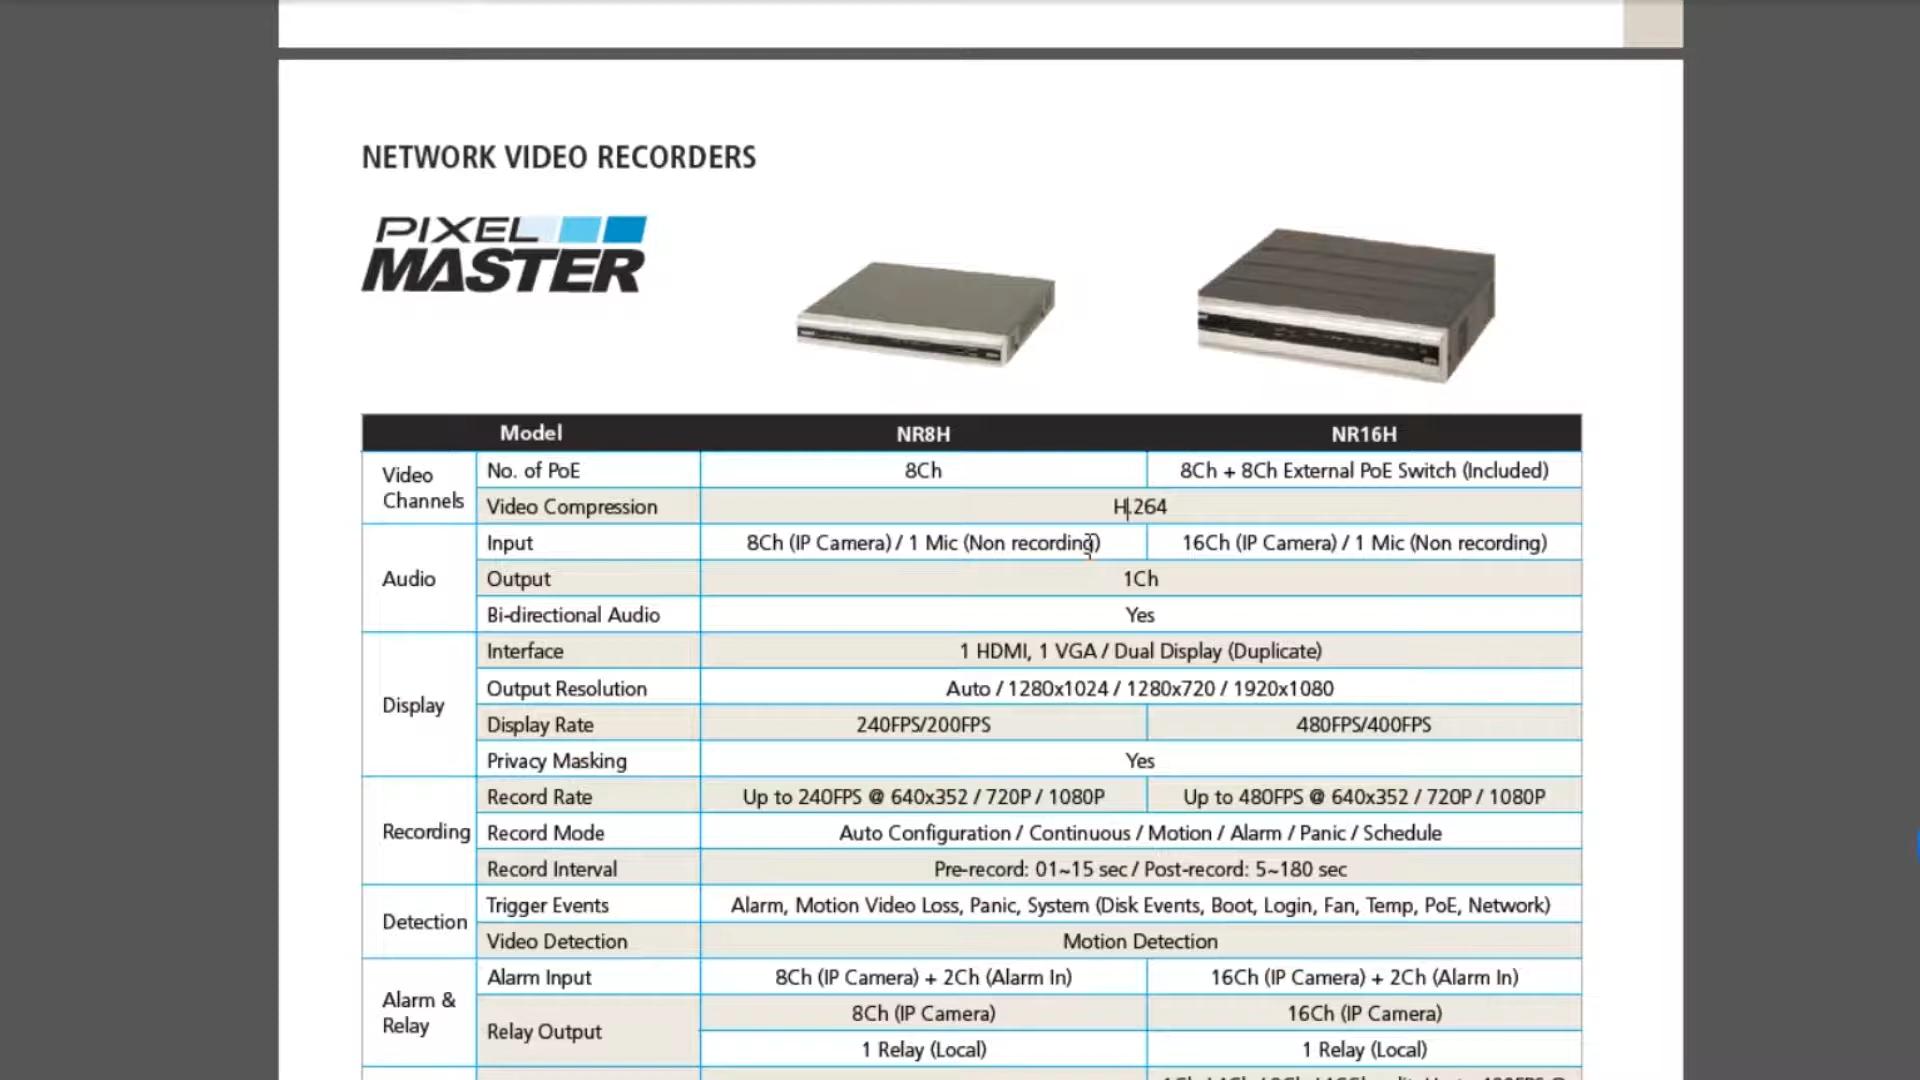 NETWORK VIDEO RECORDERS
PIXEL
MASTER
Model NR8H NR16H
Video Channels No. of PoE 8Ch 8Ch + 8Ch External PoE Switch (Included)
Video Compression H.264
Audio Input 8Ch (IP Camera) / 1 Mic (Non recording) 16Ch (IP Camera) / 1 Mic (Non recording)
Output 1Ch
Bi-directional Audio Yes
Display Interface 1 HDMI, 1 VGA / Dual Display (Duplicate)
Output Resolution Auto / 1280x1024 / 1280x720 / 1920x1080
Display Rate 240FPS/200FPS 480FPS/400FPS
Privacy Masking Yes
Recording Record Rate Up to 240FPS @ 640x352 / 720P / 1080P Up to 480FPS @ 640x352 / 720P / 1080P
Record Mode Auto Configuration / Continuous / Motion / Alarm / Panic / Schedule
Record Interval Pre-record: 01~15 sec / Post-record: 5~180 sec
Detection Trigger Events Alarm, Motion Video Loss, Panic, System (Disk Events, Boot, Login, Fan, Temp, PoE, Network)
Video Detection Motion Detection
Alarm & Relay Alarm Input 8Ch (IP Camera) + 2Ch (Alarm In) 16Ch (IP Camera) + 2Ch (Alarm In)
Relay Output 8Ch (IP Camera) 16Ch (IP Camera)
1 Relay (Local) 1 Relay (Local)